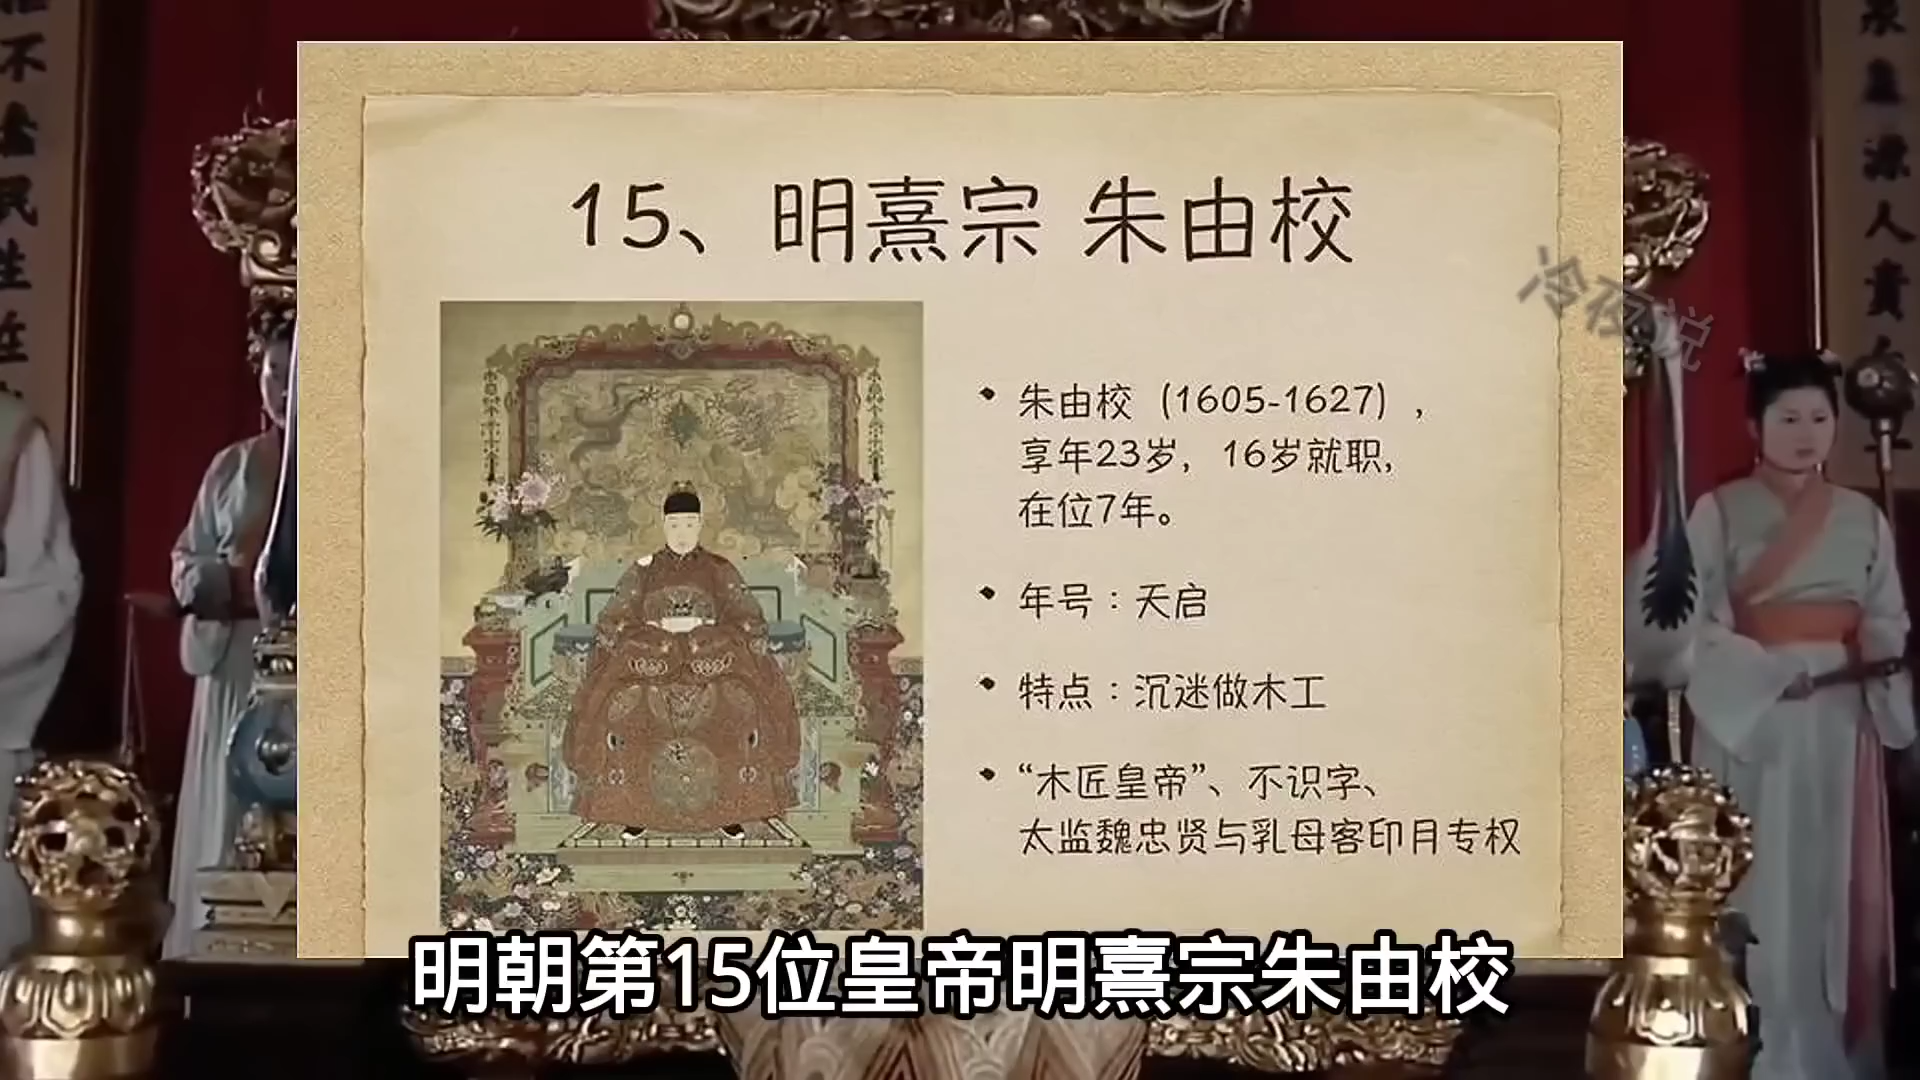 15、明熹宗 朱由校
冷夜说
• 朱由校（1605-1627），
享年23岁，16岁就职，
在位7年。
• 年号：天启
• 特点：沉迷做木工
• “木匠皇帝”、不识字、
太监魏忠贤与乳母客印月专权
明朝第15位皇帝明熹宗朱由校